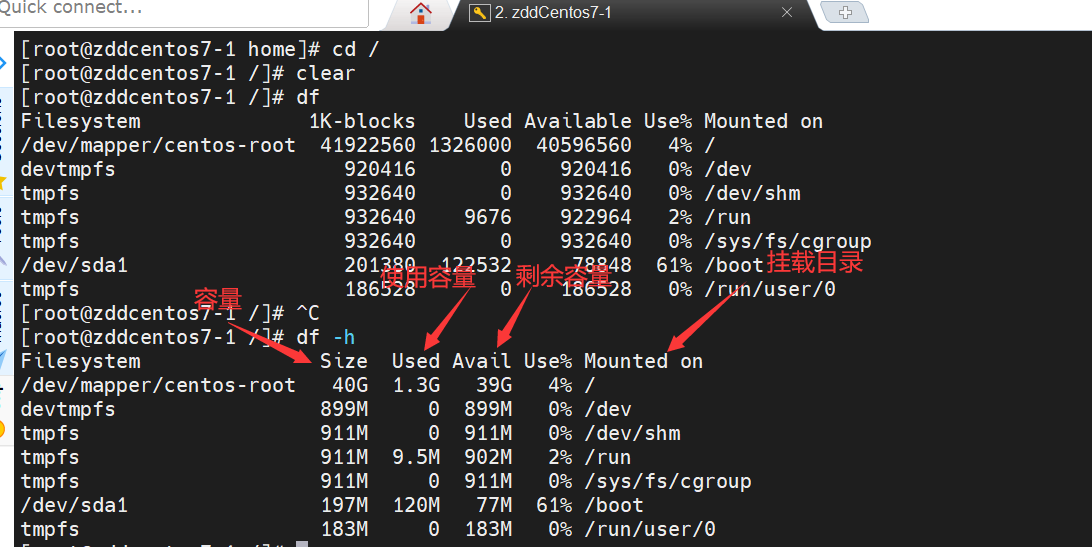 Quick connect...
2. zddCentos7-1
[root@zddcentos7-1 home]# cd /
[root@zddcentos7-1 /]# clear
[root@zddcentos7-1 /]# df
Filesystem 1K-blocks Used Available Use% Mounted on
/dev/mapper/centos-root 41922560 1326000 40596560 4% /
devtmpfs 920416 0 920416 0% /dev
tmpfs 932640 0 932640 0% /dev/shm
tmpfs 932640 9676 922964 2% /run
tmpfs 932640 0 932640 0% /sys/fs/cgroup
/dev/sda1 201380 122532 78848 61% /boot 挂载目录
使用容量 剩余容量
tmpfs 186528 0 186528 0% /run/user/0
容量
[root@zddcentos7-1 /]# ^C
[root@zddcentos7-1 /]# df -h
Filesystem Size Used Avail Use% Mounted on
/dev/mapper/centos-root 40G 1.3G 39G 4% /
devtmpfs 899M 0 899M 0% /dev
tmpfs 911M 0 911M 0% /dev/shm
tmpfs 911M 9.5M 902M 2% /run
tmpfs 911M 0 911M 0% /sys/fs/cgroup
/dev/sda1 197M 120M 77M 61% /boot
tmpfs 183M 0 183M 0% /run/user/0
[root@zddcentos7-1 /]#